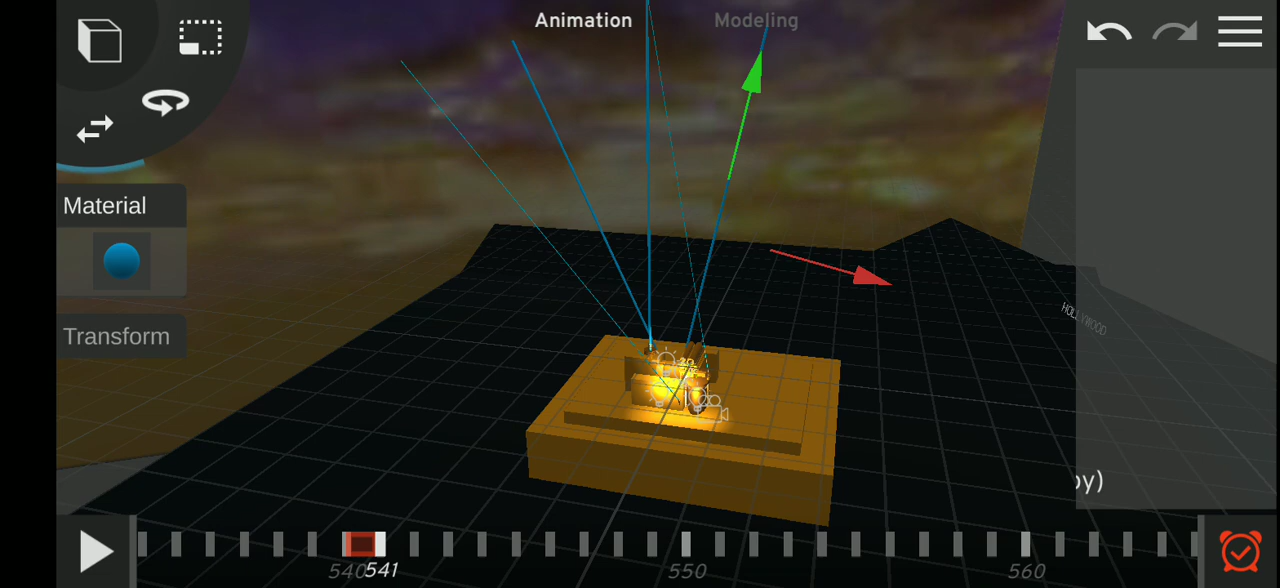 Animation
Modeling
Material
Transform
HOLLYWOOD
py)
540
541
550
560